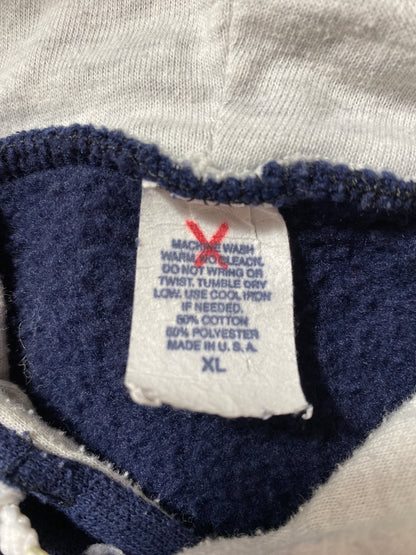 MACHINE WASH
WARM. NO BLEACH.
DO NOT WRING OR
TWIST. TUMBLE DRY
LOW. USE COOL IRON
IF NEEDED.
50% COTTON
50% POLYESTER
MADE IN U.S.A.
XL